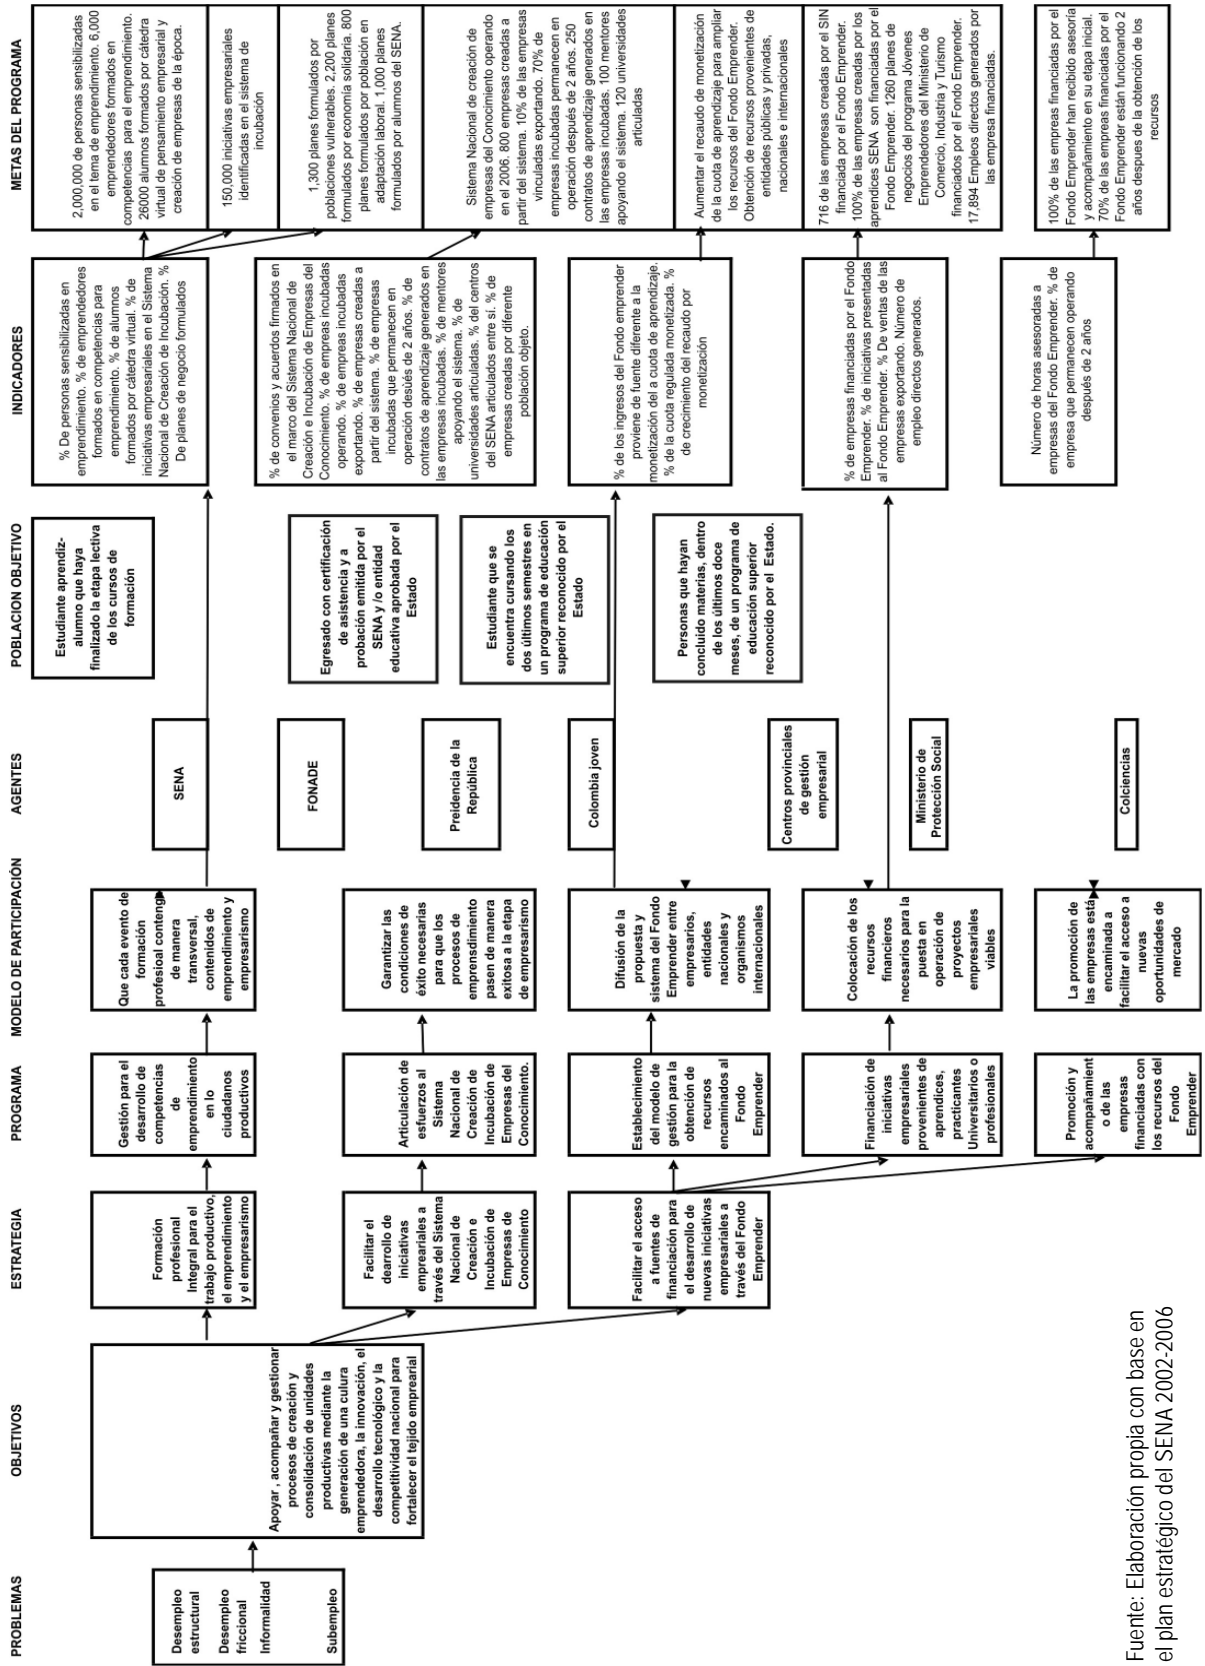 PROBLEMAS
Desempleo
estructural
Desempleo
friccional
Informalidad
Subempleo
OBJETIVOS
Apoyar , acompañar y gestionar
procesos de creación y
consolidación de unidades
productivas mediante la
generación de una culura
emprendedora, la innovación, el
desarrollo tecnológico y la
competitividad nacional para
fortalecer el tejido emprearial
ESTRATEGIA
Formación
profesional
Integral para el
trabajo productivo,
el emprendimiento
y el empresarismo
Facilitar el
dearrollo de
iniciativas
empreariales a
través del Sistema
Nacional de
Creación e
Incubación de
Empresas de
Conocimiento
Facilitar el acceso
a fuentes de
financiación para
el desarrollo de
nuevas iniciativas
empresariales a
través del Fondo
Emprender
PROGRAMA
Gestión para el
desarrollo de
competencias
de
emprendimiento
en lo
ciudadanos
productivos
Articulación de
esfuerzos al
Sistema
Nacional de
Creación de
Incubación de
Empresas del
Conociminto.
Establecimiento
del modelo de
gestión para la
obtención de
recursos
encaminados al
Fondo
Emprender
Financiación de
iniciativas
empresariales
provenientes de
aprendices,
practicantes
Universitarios o
profesionales
Promoción y
acompañamient
o de las
empresas
financiadas con
los recursos del
Fondo
Emprender
MODELO DE PARTICIPACIÓN
Que cada evento de
formación
profesional contenga
de manera
transversal,
contenidos de
emprendimiento y
empresarismo
Garantizar las
condiciones de
éxito necesarias
para que los
procesos de
emprensdimiento
pasen de manera
exitosa a la etapa
de empresarismo
Difusión de la
propuesta y
sistema del Fondo
Emprender entre
empresarios,
entidades
nacionales y
organismos
internacionales
Colocación de los
recursos
financieros
necesarios para la
puesta en
operación de
proyectos
empresariales
viables
La promoción de
las empresas está
encaminada a
facilitar el acceso a
nuevas
oportunidades de
mercado
AGENTES
SENA
FONADE
Preidencia de la
República
Colombia joven
Centros provinciales
de gestión
empresarial
Ministerio de
Protección Social
Colciencias
POBLACION OBJETIVO
Estudiante aprendiz-
alumno que haya
finalizado la etapa lectiva
de los cursos de
formación
Egresado con certificación
de asistencia y a
probación emitida por el
SENA y /o entidad
educativa aprobada por el
Estado
Estudiante que se
encuentra cursando los
dos últimos semestres en
un programa de educación
superior reconocido por el
Estado
Personas que hayan
concluido materias, dentro
de los últimos doce
meses, de un programa de
educación superior
reconocido por el Estado.
INDICADORES
% De personas sensibilizadas en
emprendimiento. % de emprendedores
formados en competencias para
emprendimiento. % de alumnos
formados por cátedra virtual. % de
iniciativas empresariales en el Sistema
Nacional de Creación de Incubación. %
De planes de negocio formulados
% de convenios y acuerdos firmados en
el marco del Sistema Nacional de
Creación e Incubación de Empresas del
Conocimiento. % de empreas incubadas
operando. % de empreas incubadas
exportando. % de empresas creadas a
partir del sistema. % de empresas
incubadas que permanecen en
operación desúés de 2 años. % de
contratos de aprendizaje generados en
las empresas incubadas. % de mentores
apoyando el sistema. % de
universidades articuladas. % del centros
del SENA articulados entre sí. % de
empresas creadas por diferente
población objeto.
% de los ingresos del Fondo emprender
proviene de fuente diferente a la
monetización del a cuota de aprendizaje.
% de la cuota regulada monetizada. %
de crecimiento del recaudo por
monetización
% de empresas financiadas por el Fondo
Emprender. % de iniciativas presentadas
al Fondo Emprender. % De ventas de las
empresas exportando. Número de
empleo directos generados.
Número de horas asesoradas a
empresas del Fondo Emprender. % de
empresa que permanecen operando
después de 2 años
METAS DEL PROGRAMA
2,000,000 de personas sensibilizadas
en el tema de emprendimiento. 6,000
emprendedores formados en
competencias para el emprendimiento.
26000 alumnos formados por cátedra
virtual de pensamiento empresarial y
creación de empresas de la época.
150,000 iniciativas empresariales
identificadas en el sistema de
incubación
1,300 planes formulados por
poblaciones vulnerables. 2,200 planes
formulados por economía solidaria. 800
planes formulados por población en
adaptación laboral. 1,000 planes
formulados por alumnos del SENA.
Sistema Nacional de creación de
empresas del Conocimiento operando
en el 2006. 800 empresas creadas a
partir del sistema. 10% de las empresas
vinculadas exportando. 70% de
empresas incubadas permanecen en
operación después de 2 años. 250
contratos de aprendizaje generados en
las empresas incubadas. 100 mentores
apoyando el sistema. 120 universidades
articuladas
Aumentar el recaudo de monetización
de la cuota de aprendizaje para ampliar
los recursos del Fondo Emprender.
Obtención de recursos provenientes de
entidades públicas y privadas,
nacionales e internacionales
716 de las empresas creadas por el SIN
financiada por el Fondo Emprender.
100% de las empresas creadas por los
aprendices SENA son financiadas por el
Fondo Emprender. 1260 planes de
negocios del programa Jóvenes
Emprendedores del Ministerio de
Comercio, Industria y Turismo
financiados por el Fondo Emprender.
17,894 Empleos directos generados por
las empresa financiadas.
100% de las empreas financiadas por el
Fondo Emprender han recibido asesoría
y acompañamiento en su etapa inicial.
70% de las empreas financiadas por el
Fondo Emprender están funcionando 2
años despues de la obtención de los
recursos
Fuente: Elaboración propia con base en
el plan estratégico del SENA 2002-2006